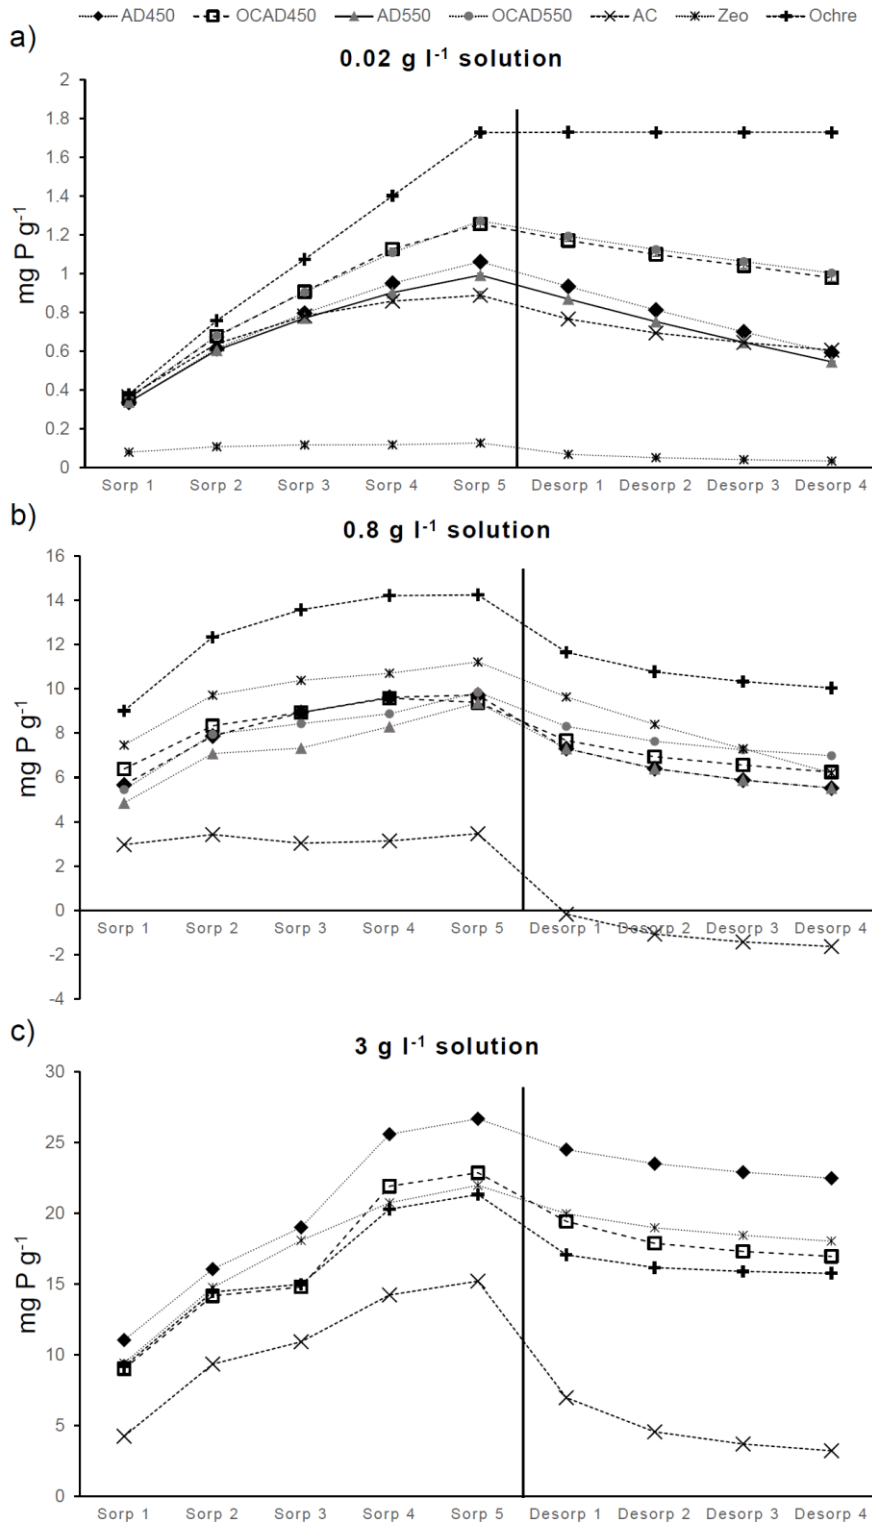 AD450 OCAD450 AD550 OCAD550 AC Zeo Ochre
a)
0.02 g l⁻¹ solution
mg P g⁻¹
2
1.8
1.6
1.4
1.2
1
0.8
0.6
0.4
0.2
0
Sorp 1 Sorp 2 Sorp 3 Sorp 4 Sorp 5 Desorp 1 Desorp 2 Desorp 3 Desorp 4
b)
0.8 g l⁻¹ solution
mg P g⁻¹
16
14
12
10
8
6
4
2
0
-2
-4
Sorp 1 Sorp 2 Sorp 3 Sorp 4 Sorp 5 Desorp 1 Desorp 2 Desorp 3 Desorp 4
c)
3 g l⁻¹ solution
mg P g⁻¹
30
25
20
15
10
5
0
Sorp 1 Sorp 2 Sorp 3 Sorp 4 Sorp 5 Desorp 1 Desorp 2 Desorp 3 Desorp 4